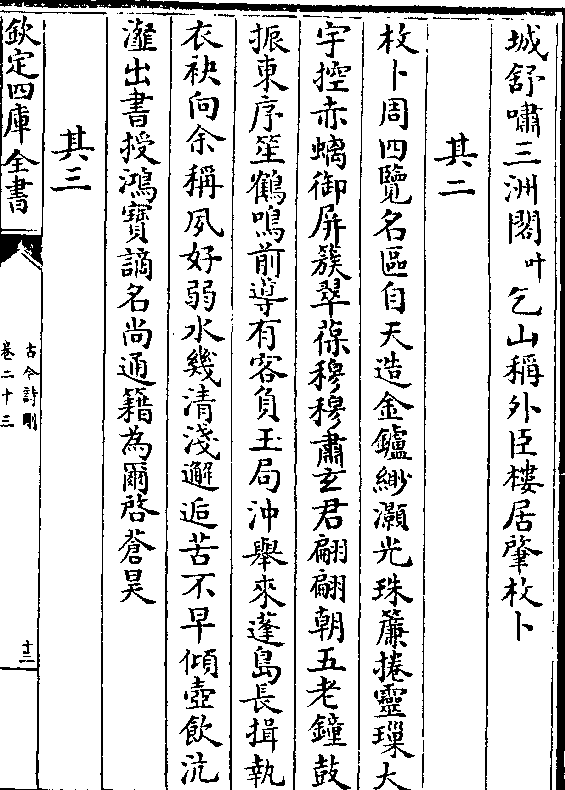 城舒嘯三洲閣叶乞山稱外臣樓居肇枚卜
其二
枚卜周四覽名區自天造金鑪緲灝光珠簾捲靈璅大
宇控赤螭御屏簇翠葆穆穆肅玄君翩翩朝五老鐘鼓
振東序笙鶴鳴前導有客負玉局沖舉來蓬島長揖執
衣袂向余稱夙好弱水幾清淺邂逅苦不早傾壺飲沆
瀣出書授鴻寶謫名尚通籍為爾啓蒼昊
其三
欽定四庫全書
古今詩刪
卷二十三
十三